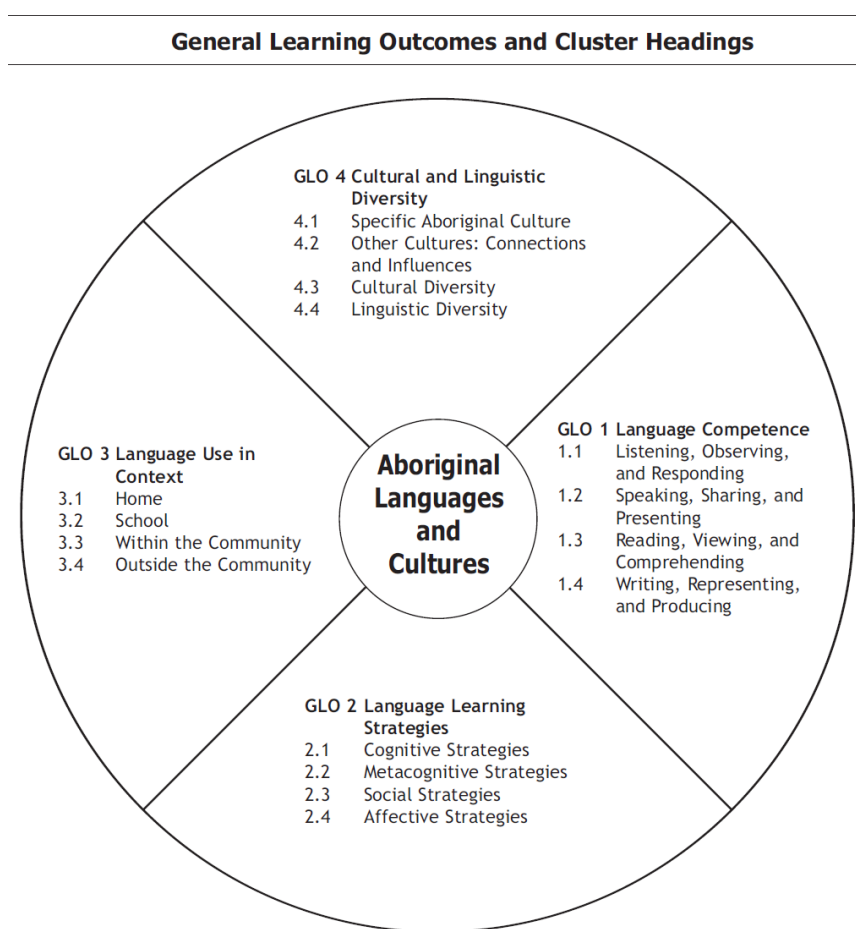 General Learning Outcomes and Cluster Headings
GLO 4 Cultural and Linguistic
Diversity
4.1 Specific Aboriginal Culture
4.2 Other Cultures: Connections
and Influences
4.3 Cultural Diversity
4.4 Linguistic Diversity
GLO 1 Language Competence
1.1 Listening, Observing,
and Responding
1.2 Speaking, Sharing, and
Presenting
1.3 Reading, Viewing, and
Comprehending
1.4 Writing, Representing,
and Producing
GLO 2 Language Learning
Strategies
2.1 Cognitive Strategies
2.2 Metacognitive Strategies
2.3 Social Strategies
2.4 Affective Strategies
GLO 3 Language Use in
Context
3.1 Home
3.2 School
3.3 Within the Community
3.4 Outside the Community
Aboriginal
Languages
and
Cultures